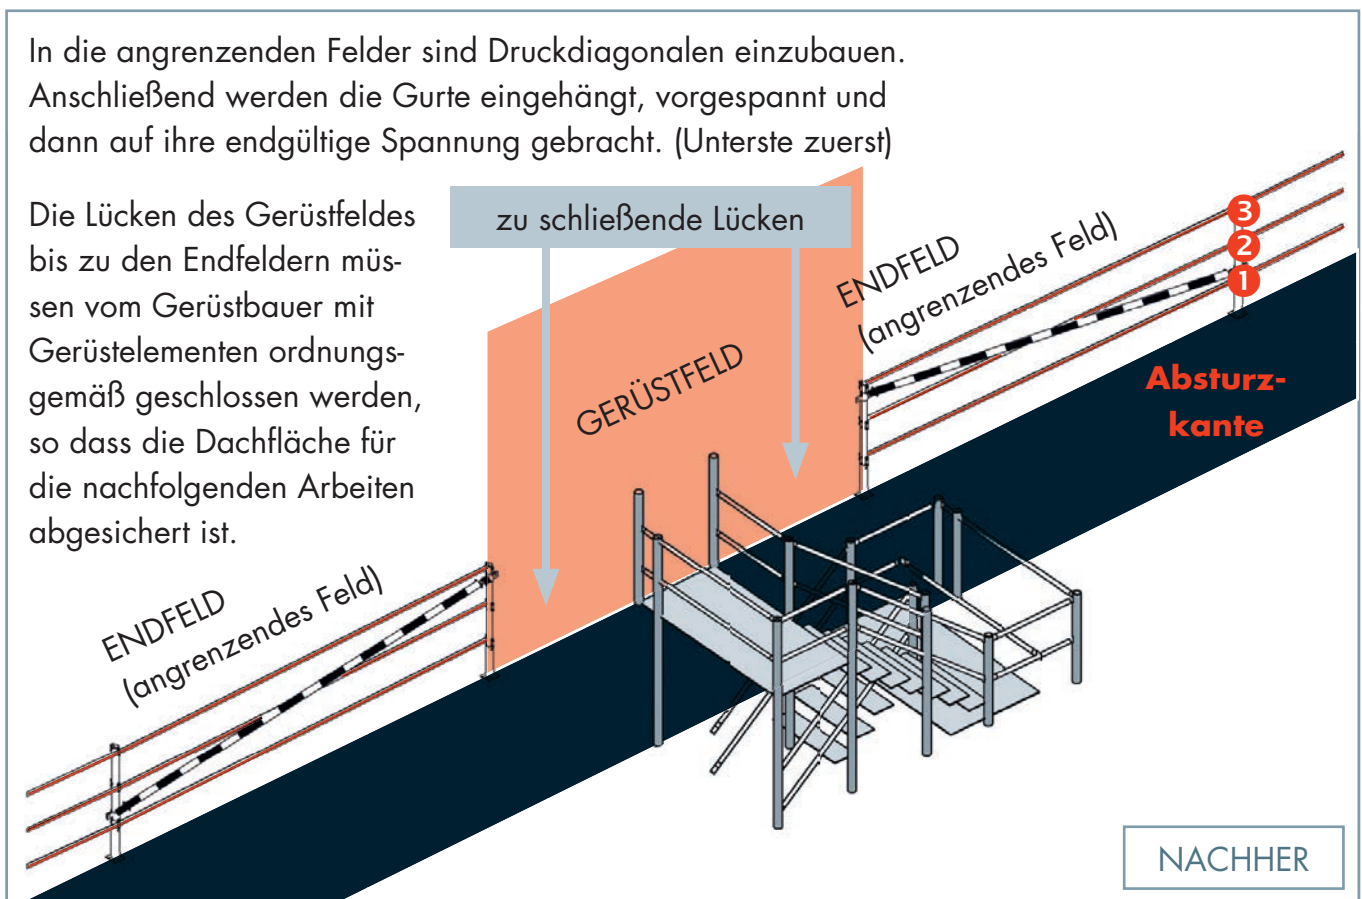 In die angrenzenden Felder sind Druckdiagonalen einzubauen.
Anschließend werden die Gurte eingehängt, vorgespannt und
dann auf ihre endgültige Spannung gebracht. (Unterste zuerst)
Die Lücken des Gerüstfeldes
bis zu den Endfeldern müs-
sen vom Gerüstbauer mit
Gerüstelementen ordnungs-
gemäß geschlossen werden,
so dass die Dachfläche für
die nachfolgenden Arbeiten
abgesichert ist.
zu schließende Lücken
ENDFELD
(angrenzendes Feld)
3
2
1
GERÜSTFELD
Absturz-
kante
ENDFELD
(angrenzendes Feld)
NACHHER